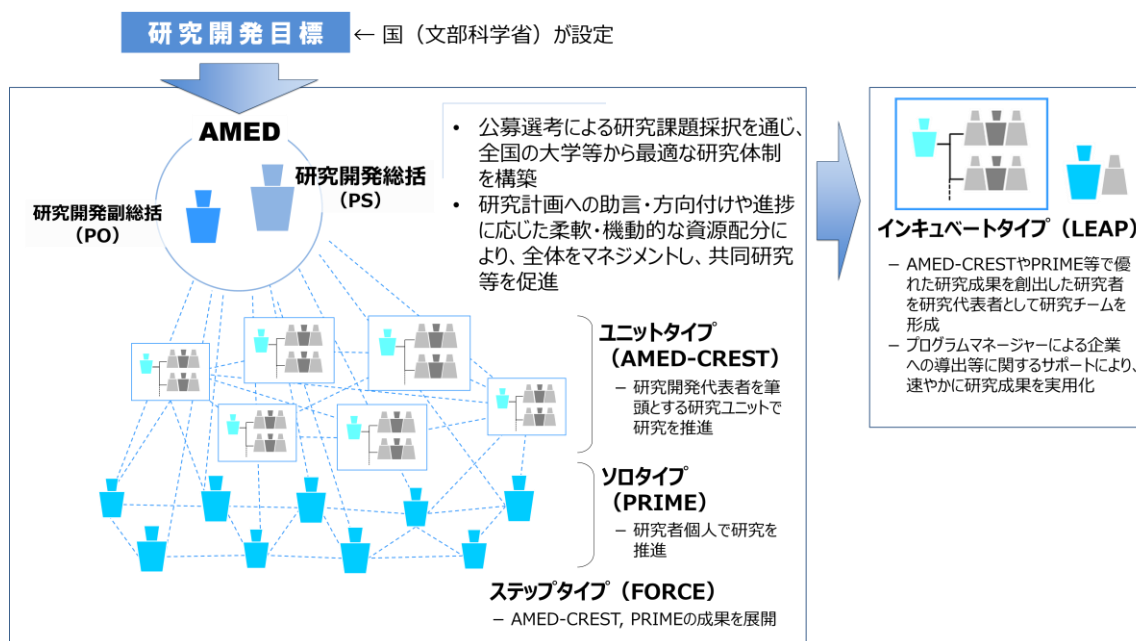 研究開発目標 ← 国（文部科学省）が設定
AMED
研究開発総括
（PS）
研究開発副総括
（PO）
• 公募選考による研究課題採択を通じ、
全国の大学等から最適な研究体制
を構築
• 研究計画への助言・方向付けや進捗
に応じた柔軟・機動的な資源配分に
より、全体をマネジメントし、共同研究
等を促進
ユニットタイプ
（AMED-CREST）
− 研究開発代表者を筆
頭とする研究ユニットで
研究を推進
ソロタイプ
（PRIME）
− 研究者個人で研究を
推進
ステップタイプ（FORCE）
− AMED-CREST, PRIMEの成果を展開
インキュベートタイプ（LEAP）
− AMED-CRESTやPRIME等で優
れた研究成果を創出した研究者
を研究代表者として研究チームを
形成
− プログラムマネージャーによる企業
への導出等に関するサポートにより、
速やかに研究成果を実用化